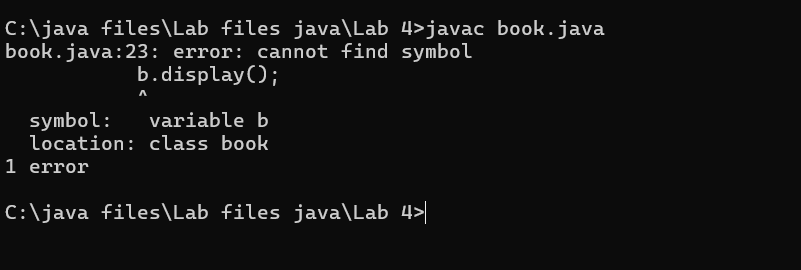 C:\java files\Lab files java\Lab 4>javac book.java
book.java:23: error: cannot find symbol
b.display();
^
symbol:   variable b
location: class book
1 error
C:\java files\Lab files java\Lab 4>